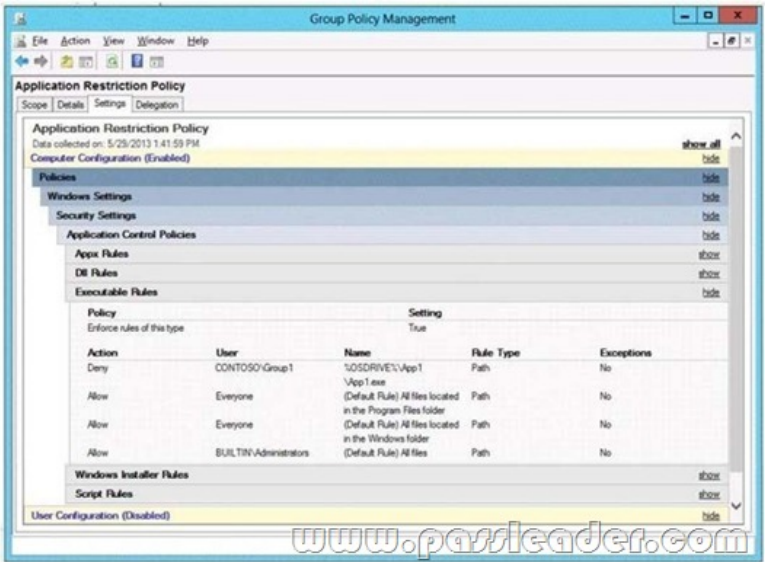 Group Policy Management
File Action View Window Help
Application Restriction Policy
Scope Details Settings Delegation
Application Restriction Policy
Data collected on: 5/29/2013 1:41:59 PM show all
Computer Configuration (Enabled) hide
Policies hide
Windows Settings hide
Security Settings hide
Application Control Policies hide
Appx Rules show
Dll Rules show
Executable Rules hide
Policy Setting
Enforce rules of this type True
Action User Name Rule Type Exceptions
Deny CONTOSO\Group1 %OSDRIVE%\App1 Path No
\App1.exe
Allow Everyone (Default Rule) All files located Path No
in the Program Files folder
Allow Everyone (Default Rule) All files located Path No
in the Windows folder
Allow BUILTIN\Administrators (Default Rule) All files Path No
Windows Installer Rules show
Script Rules show
User Configuration (Disabled) hide
www.passleader.com